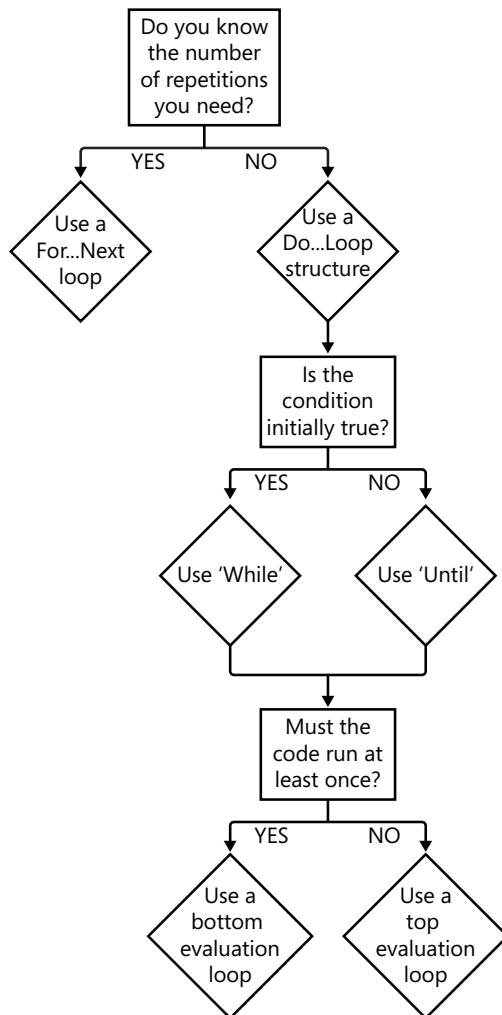 Do you know
the number
of repetitions
you need?
YES
NO
Use a
For...Next
loop
Use a
Do...Loop
structure
Is the
condition
initially true?
YES
NO
Use ‘While’
Use ‘Until’
Must the
code run at
least once?
YES
NO
Use a
bottom
evaluation
loop
Use a
top
evaluation
loop